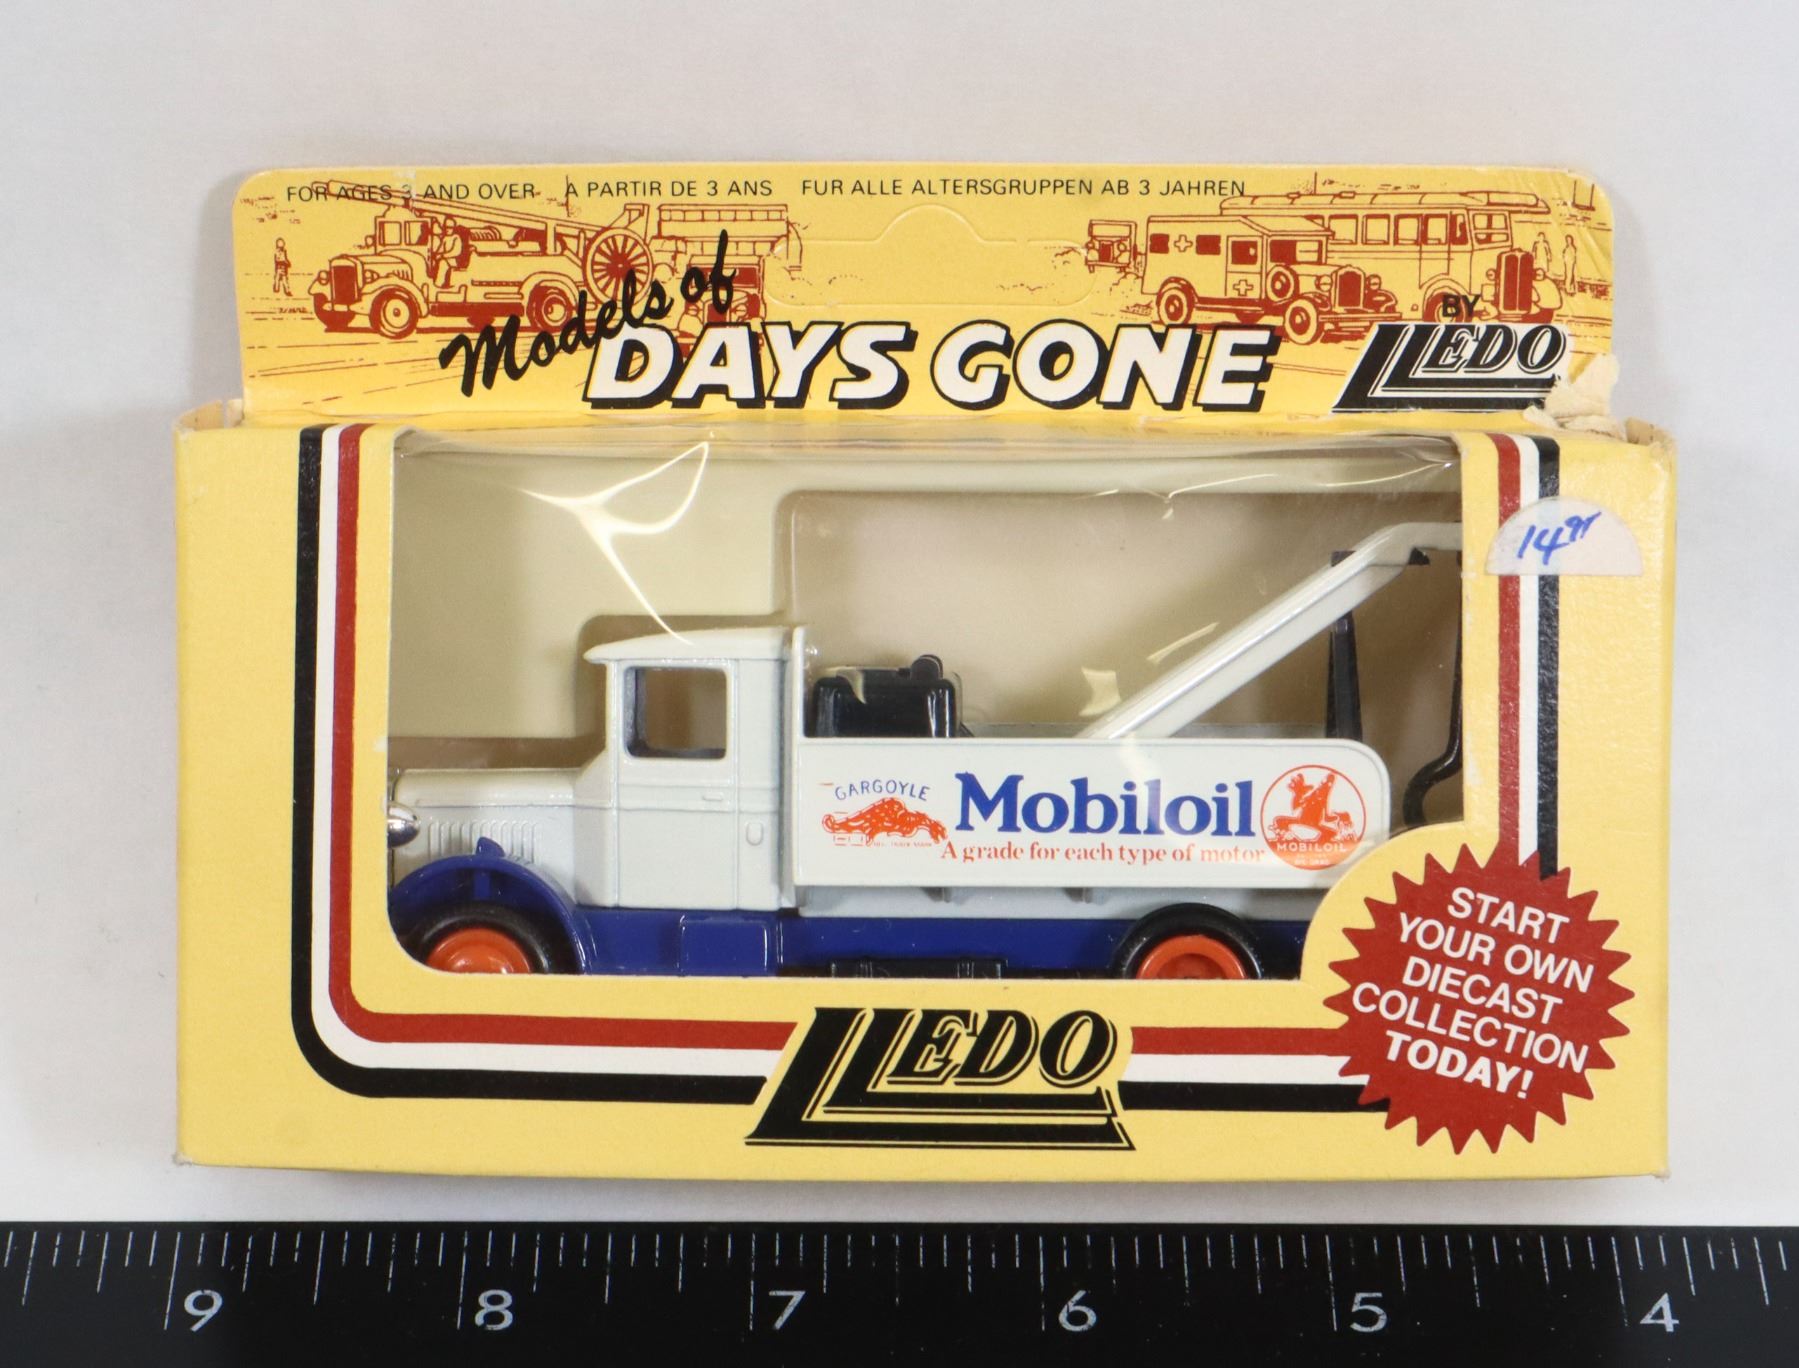 FOR AGES 3 AND OVER A PARTIR DE 3 ANS FUR ALLE ALTERSGRUPPEN AB 3 JAHREN
Models of
DAYS GONE
BY
LLEDO
14 97
GARGOYLE
Mobiloil
A grade for each type of motor
MOBILOIL
START
YOUR OWN
DIECAST
COLLECTION
TODAY!
LLEDO
9 8 7 6 5 4